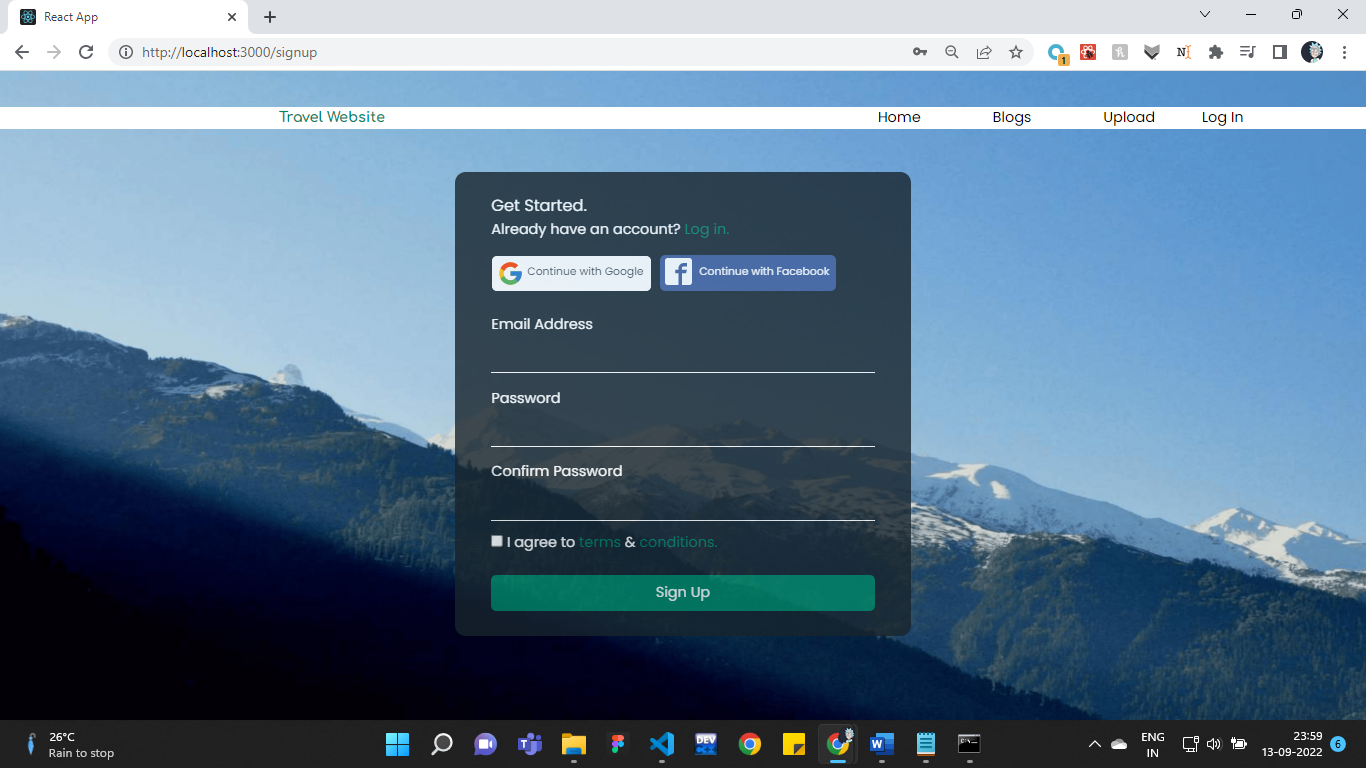 React App
http://localhost:3000/signup
1
Travel Website Home Blogs Upload Log In
Get Started.
Already have an account? Log in.
Continue with Google Continue with Facebook
Email Address
Password
Confirm Password
I agree to terms & conditions.
Sign Up
26°C
Rain to stop
DEV
ENG
IN
23:59
13-09-2022
6